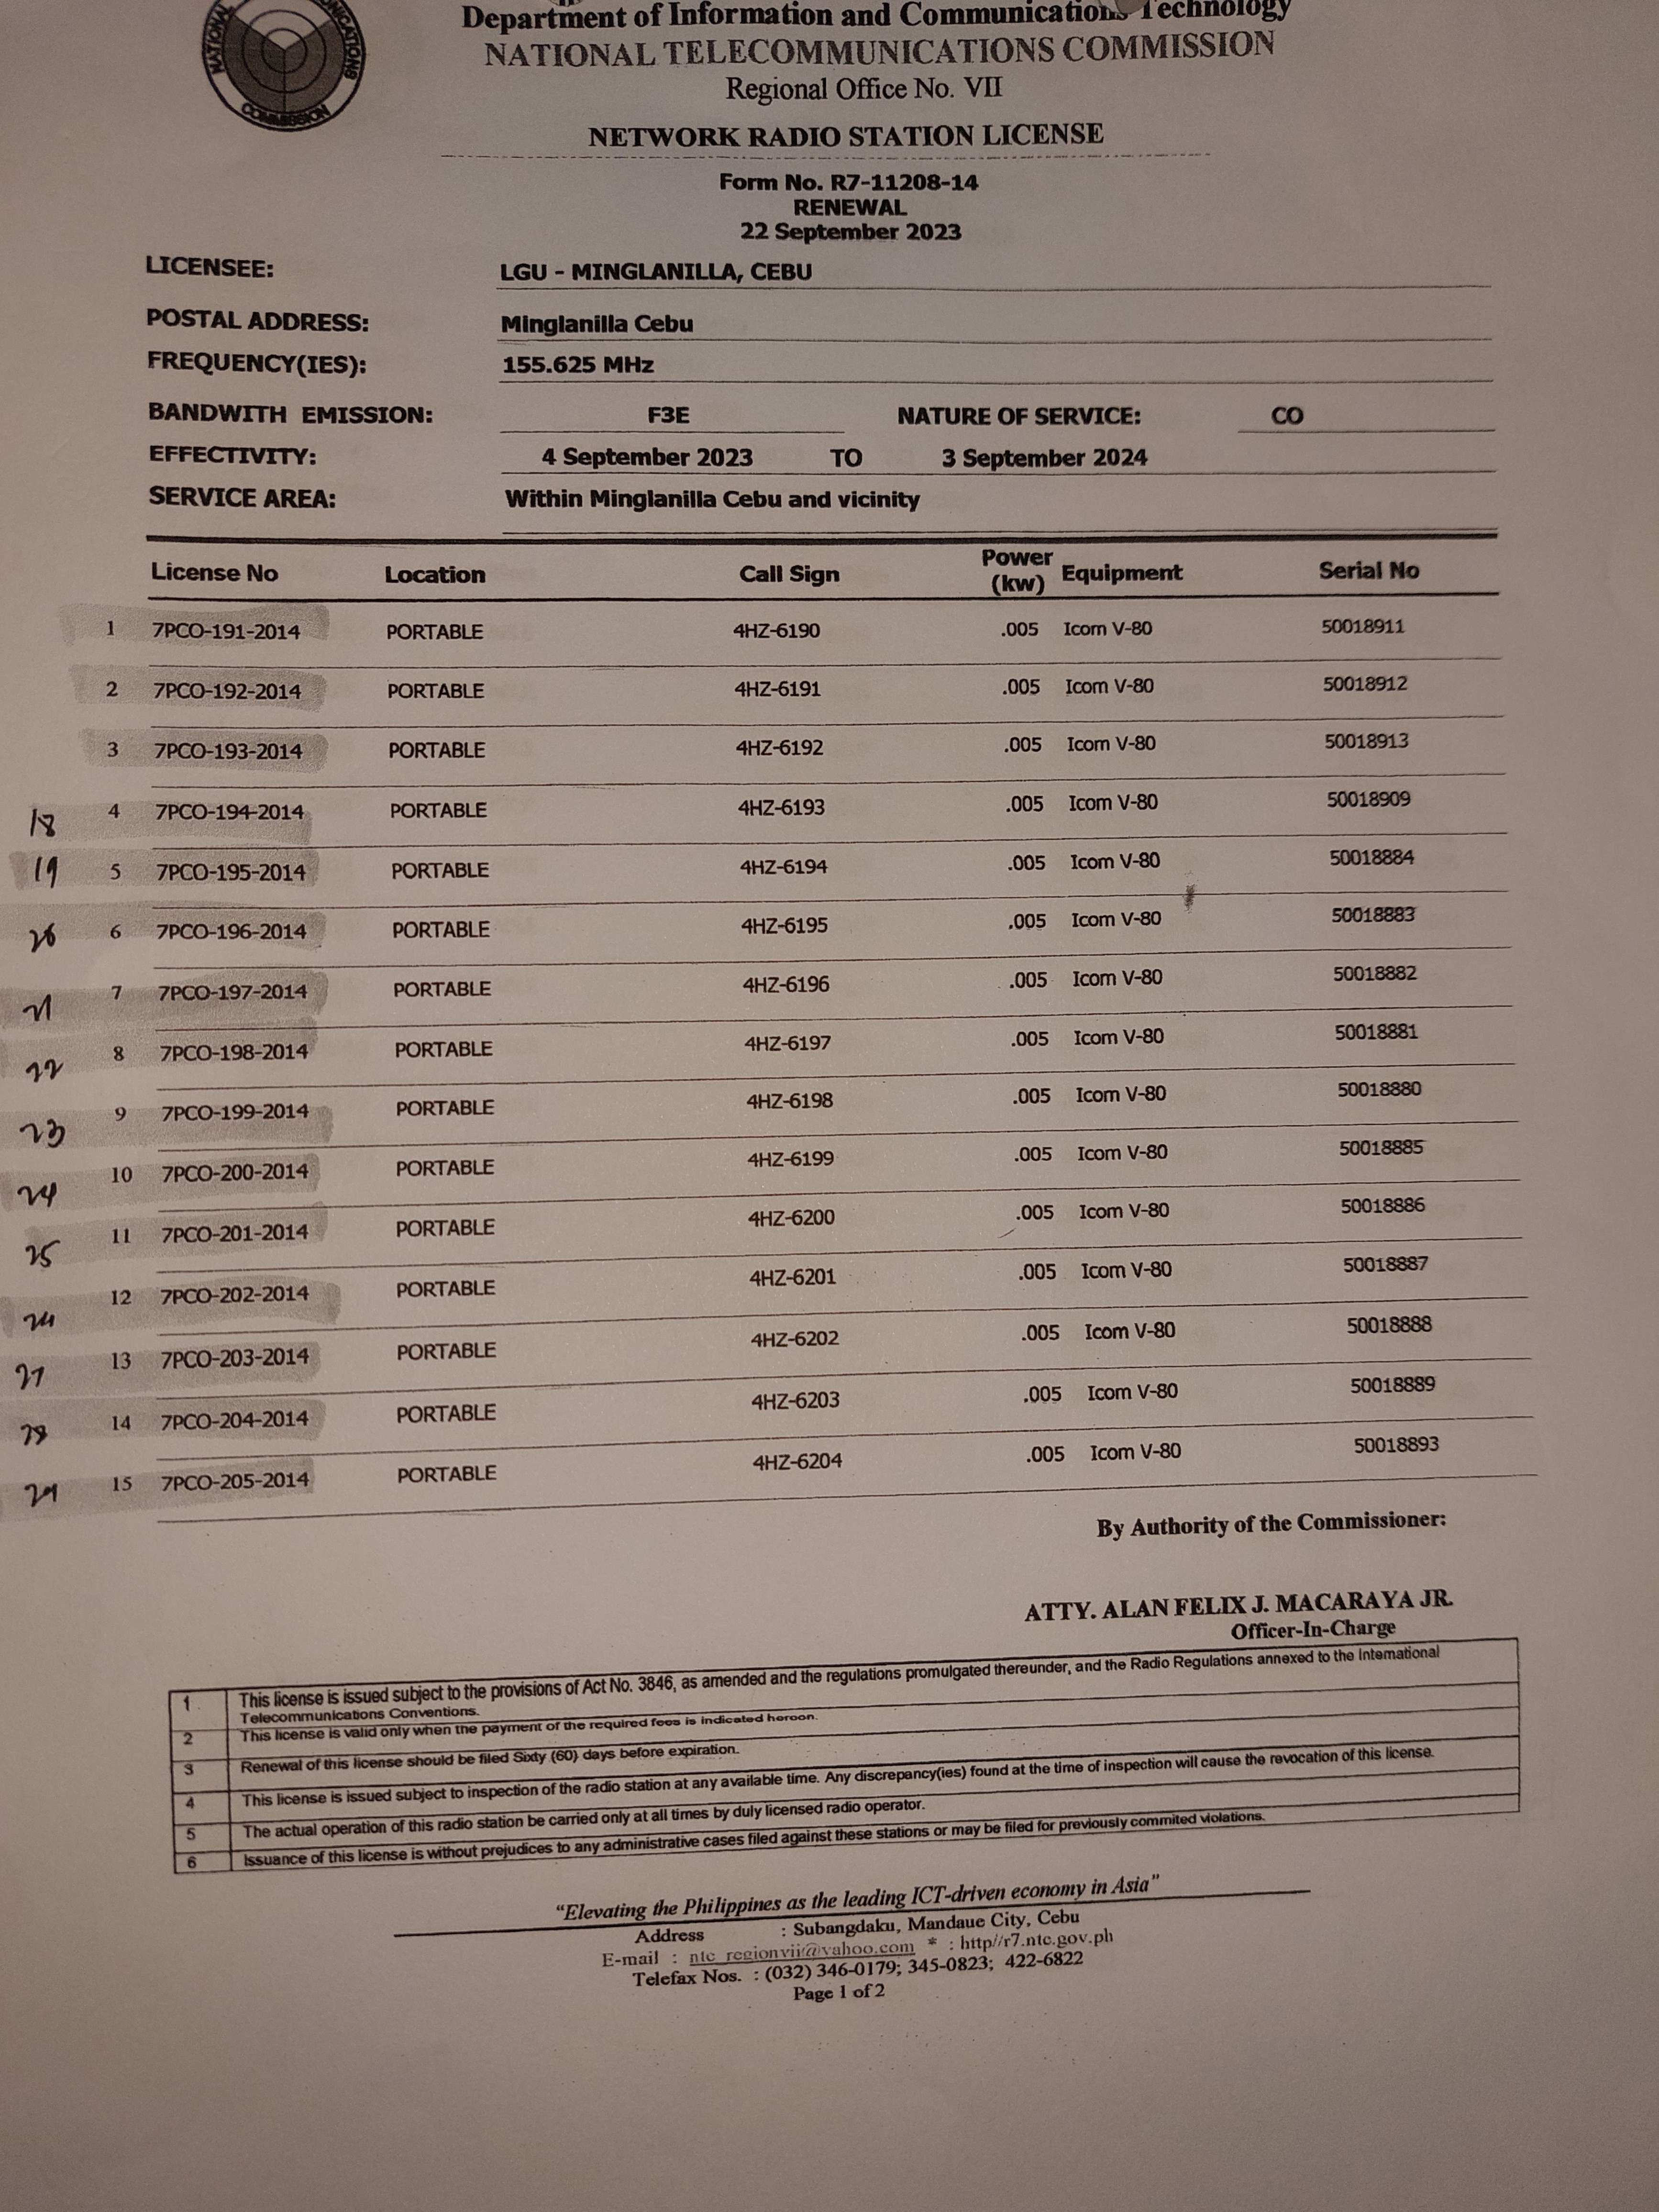 NATIONAL COMMUNICATIONS COMMISSION
Department of Information and Communications Technology
NATIONAL TELECOMMUNICATIONS COMMISSION
Regional Office No. VII
NETWORK RADIO STATION LICENSE
Form No. R7-11208-14
RENEWAL
22 September 2023
LICENSEE: LGU - MINGLANILLA, CEBU
POSTAL ADDRESS: Minglanilla Cebu
FREQUENCY(IES): 155.625 MHz
BANDWITH EMISSION: F3E NATURE OF SERVICE: CO
EFFECTIVITY: 4 September 2023 TO 3 September 2024
SERVICE AREA: Within Minglanilla Cebu and vicinity
License No Location Call Sign Power (kw) Equipment Serial No
1 7PCO-191-2014 PORTABLE 4HZ-6190 .005 Icom V-80 50018911
2 7PCO-192-2014 PORTABLE 4HZ-6191 .005 Icom V-80 50018912
3 7PCO-193-2014 PORTABLE 4HZ-6192 .005 Icom V-80 50018913
18 4 7PCO-194-2014 PORTABLE 4HZ-6193 .005 Icom V-80 50018909
19 5 7PCO-195-2014 PORTABLE 4HZ-6194 .005 Icom V-80 50018884
20 6 7PCO-196-2014 PORTABLE 4HZ-6195 .005 Icom V-80 50018883
21 7 7PCO-197-2014 PORTABLE 4HZ-6196 .005 Icom V-80 50018882
22 8 7PCO-198-2014 PORTABLE 4HZ-6197 .005 Icom V-80 50018881
23 9 7PCO-199-2014 PORTABLE 4HZ-6198 .005 Icom V-80 50018880
24 10 7PCO-200-2014 PORTABLE 4HZ-6199 .005 Icom V-80 50018885
25 11 7PCO-201-2014 PORTABLE 4HZ-6200 .005 Icom V-80 50018886
12 7PCO-202-2014 PORTABLE 4HZ-6201 .005 Icom V-80 50018887
27 13 7PCO-203-2014 PORTABLE 4HZ-6202 .005 Icom V-80 50018888
28 14 7PCO-204-2014 PORTABLE 4HZ-6203 .005 Icom V-80 50018889
29 15 7PCO-205-2014 PORTABLE 4HZ-6204 .005 Icom V-80 50018893
By Authority of the Commissioner:
ATTY. ALAN FELIX J. MACARAYA JR.
Officer-In-Charge
1 This license is issued subject to the provisions of Act No. 3846, as amended and the regulations promulgated thereunder, and the Radio Regulations annexed to the International
Telecommunications Conventions.
2 This license is valid only when the payment of the required fees is indicated hereon.
3 Renewal of this license should be filed Sixty (60) days before expiration.
4 This license is issued subject to inspection of the radio station at any available time. Any discrepancy(ies) found at the time of inspection will cause the revocation of this license.
5 The actual operation of this radio station be carried only at all times by duly licensed radio operator.
6 Issuance of this license is without prejudices to any administrative cases filed against these stations or may be filed for previously commited violations.
"Elevating the Philippines as the leading ICT-driven economy in Asia"
Address : Subangdaku, Mandaue City, Cebu
E-mail : ntc_regionvii@yahoo.com * : http//r7.ntc.gov.ph
Telefax Nos. : (032) 346-0179; 345-0823; 422-6822
Page 1 of 2